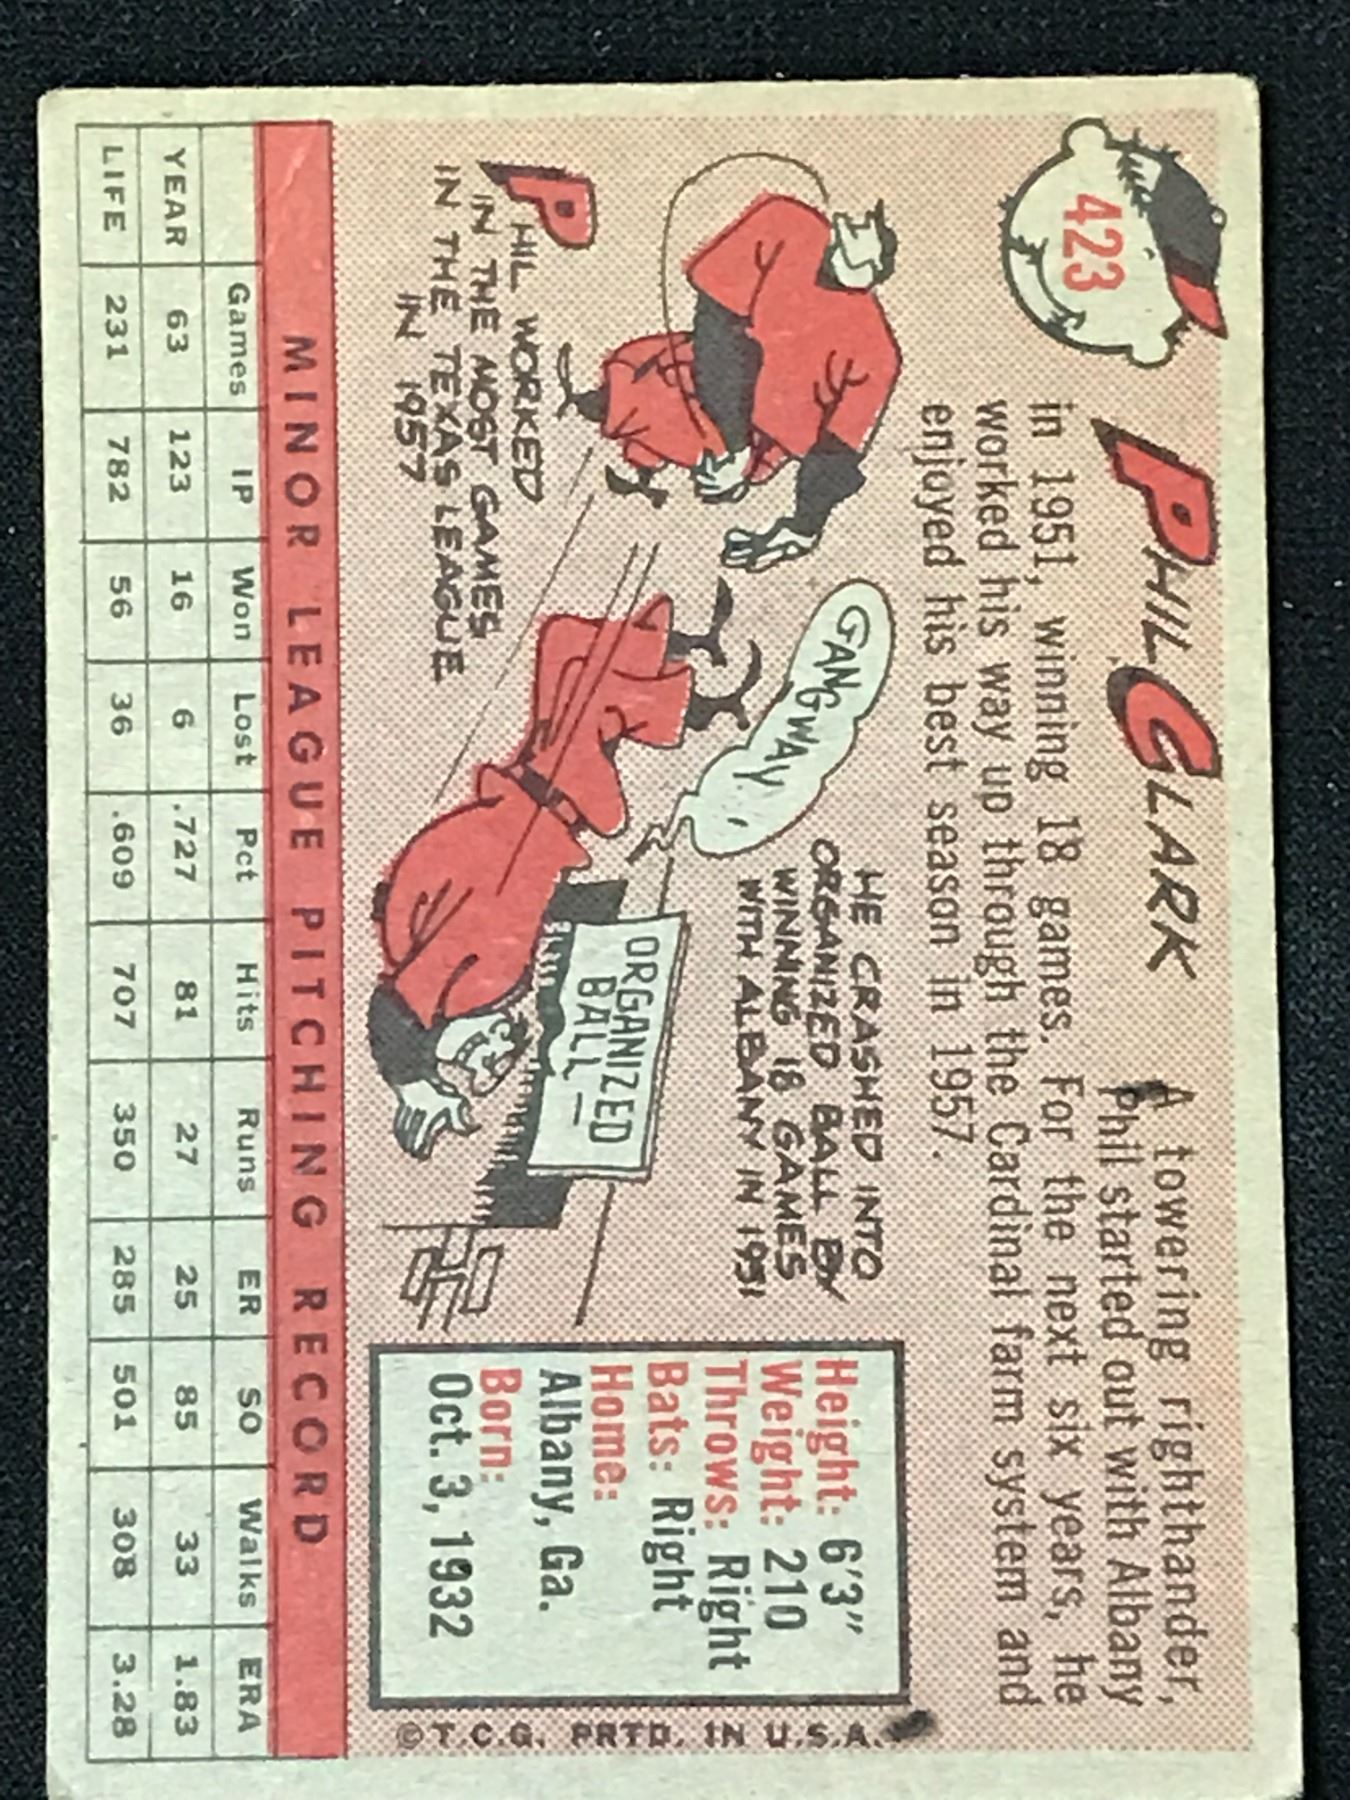 423
PHIL CLARK
A towering righthander,
Phil started out with Albany
in 1951, winning 18 games. For the next six years, he
worked his way up through the Cardinal farm system and
enjoyed his best season in 1957.
GANGWAY!
HE CRASHED INTO
ORGANIZED BALL BY
WINNING 18 GAMES
WITH ALBANY IN 1951
ORGANIZED
BALL
PHIL WORKED
IN THE MOST GAMES
IN THE TEXAS LEAGUE
IN 1957
Height: 6'3"
Weight: 210
Throws: Right
Bats: Right
Home:
Albany, Ga.
Born:
Oct. 3, 1932
© T.C.G. PRTD. IN U.S.A.
MINOR LEAGUE PITCHING RECORD
Games IP Won Lost Pct Hits Runs ER SO Walks ERA
YEAR 63 123 16 6 .727 81 27 25 85 33 1.83
LIFE 231 782 56 36 .609 707 350 285 501 308 3.28